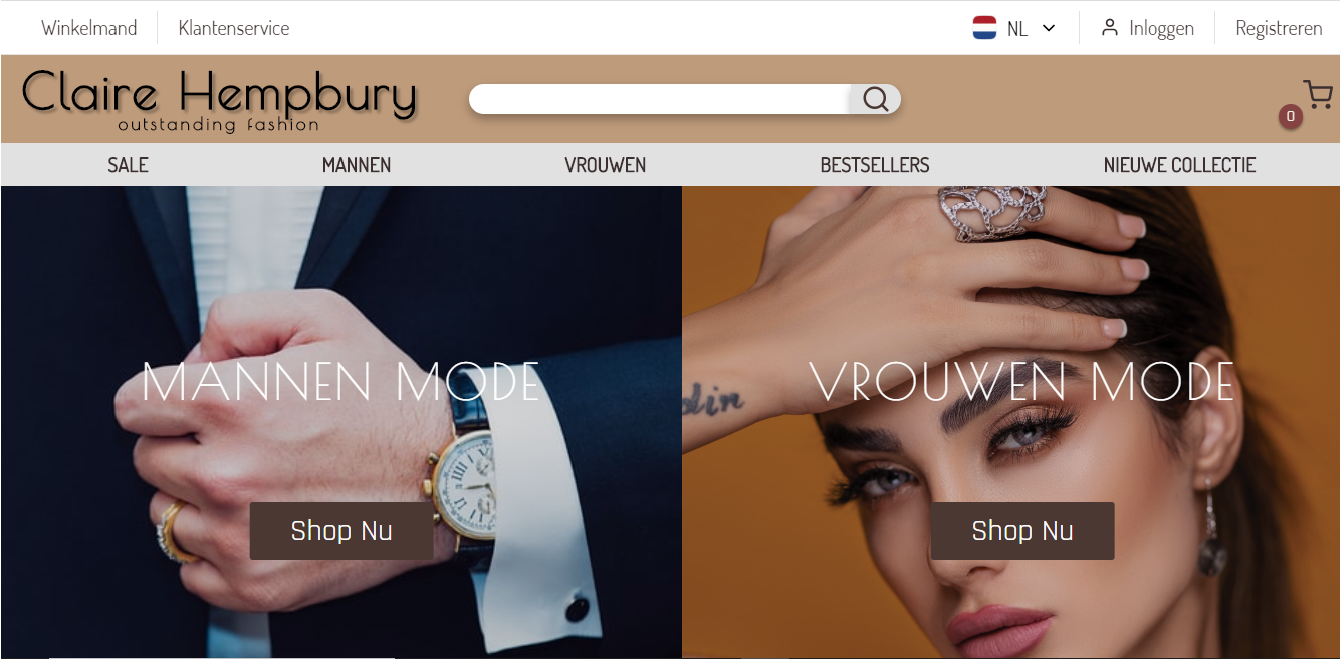 Winkelmand
Klantenservice
NL
Inloggen
Registreren
Claire Hempbury
outstanding fashion
0
SALE
MANNEN
VROUWEN
BESTSELLERS
NIEUWE COLLECTIE
MANNEN MODE
VROUWEN MODE
Shop Nu
Shop Nu